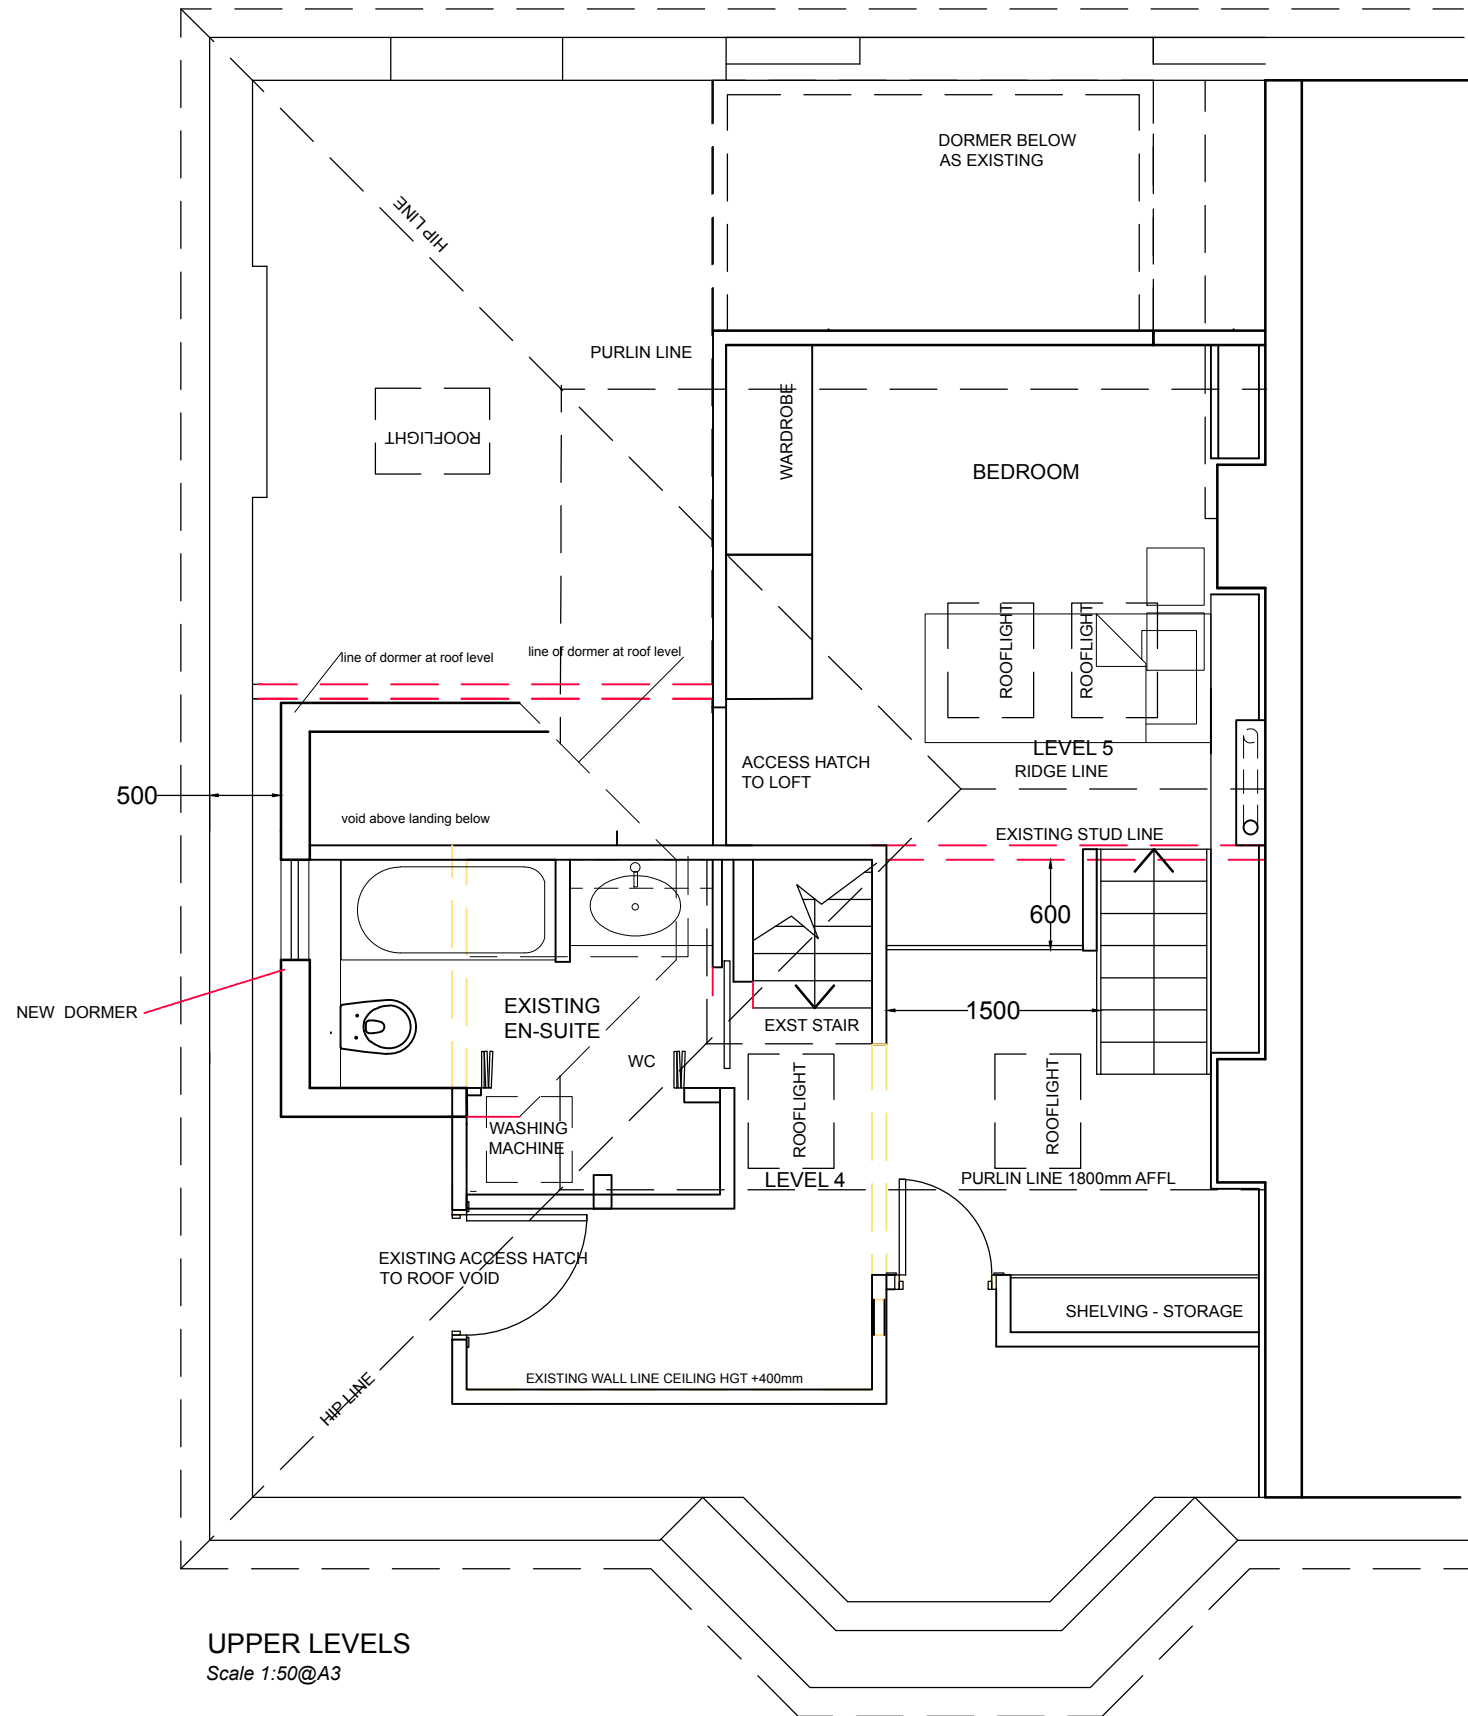 DORMER BELOW
AS EXISTING
HIP LINE
PURLIN LINE
WARDROBE
ROOFLIGHT
BEDROOM
ROOFLIGHT
ROOFLIGHT
line of dormer at roof level
line of dormer at roof level
LEVEL 5
RIDGE LINE
ACCESS HATCH
TO LOFT
500
void above landing below
EXISTING STUD LINE
600
NEW DORMER
EXISTING
EN-SUITE
1500
EXST STAIR
WC
ROOFLIGHT
ROOFLIGHT
WASHING
MACHINE
LEVEL 4
PURLIN LINE 1800mm AFFL
EXISTING ACCESS HATCH
TO ROOF VOID
SHELVING - STORAGE
EXISTING WALL LINE CEILING HGT +400mm
HIP LINE
UPPER LEVELS
Scale 1:50@A3